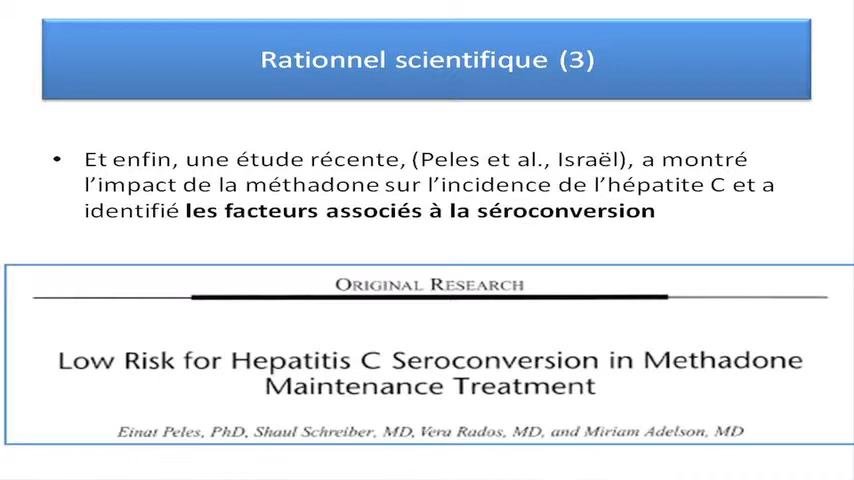 Rationnel scientifique (3)
• Et enfin, une étude récente, (Peles et al., Israël), a montré
l’impact de la méthadone sur l’incidence de l’hépatite C et a
identifié les facteurs associés à la séroconversion
ORIGINAL RESEARCH
Low Risk for Hepatitis C Seroconversion in Methadone
Maintenance Treatment
Einat Peles, PhD, Shaul Schreiber, MD, Vera Rados, MD, and Miriam Adelson, MD